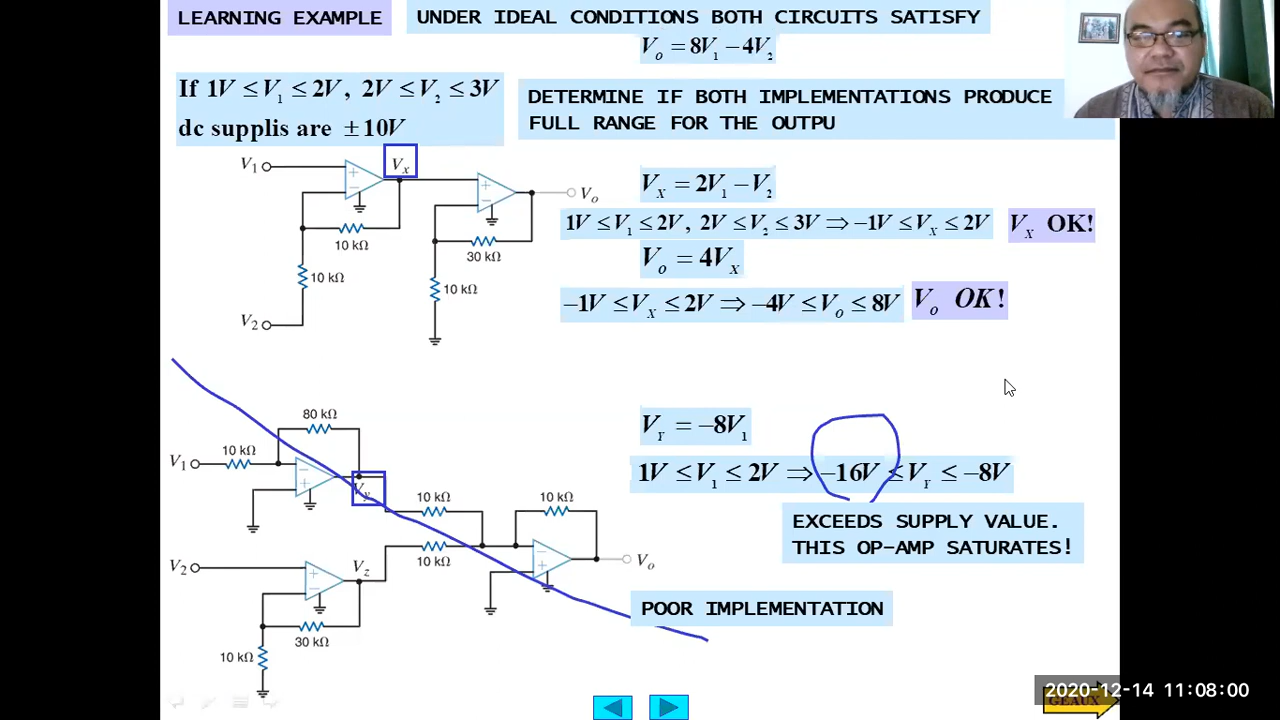 LEARNING EXAMPLE
UNDER IDEAL CONDITIONS BOTH CIRCUITS SATISFY
V_o = 8V_1 − 4V_2
If 1V ≤ V_1 ≤ 2V, 2V ≤ V_2 ≤ 3V
dc supplis are ±10V
DETERMINE IF BOTH IMPLEMENTATIONS PRODUCE
FULL RANGE FOR THE OUTPU
V_1
V_x
V_o
10 kΩ
30 kΩ
10 kΩ
10 kΩ
V_2
V_X = 2V_1 − V_2
1V ≤ V_1 ≤ 2V, 2V ≤ V_2 ≤ 3V ⇒ −1V ≤ V_X ≤ 2V
V_X OK!
V_o = 4V_X
−1V ≤ V_X ≤ 2V ⇒ −4V ≤ V_O ≤ 8V
V_o OK!
80 kΩ
V_1
10 kΩ
V_y
10 kΩ
10 kΩ
10 kΩ
V_2
V_z
V_o
30 kΩ
10 kΩ
V_Y = −8V_1
1V ≤ V_1 ≤ 2V ⇒ −16V ≤ V_Y ≤ −8V
EXCEEDS SUPPLY VALUE.
THIS OP-AMP SATURATES!
POOR IMPLEMENTATION
2020-12-14 11:08:00
GEAUX